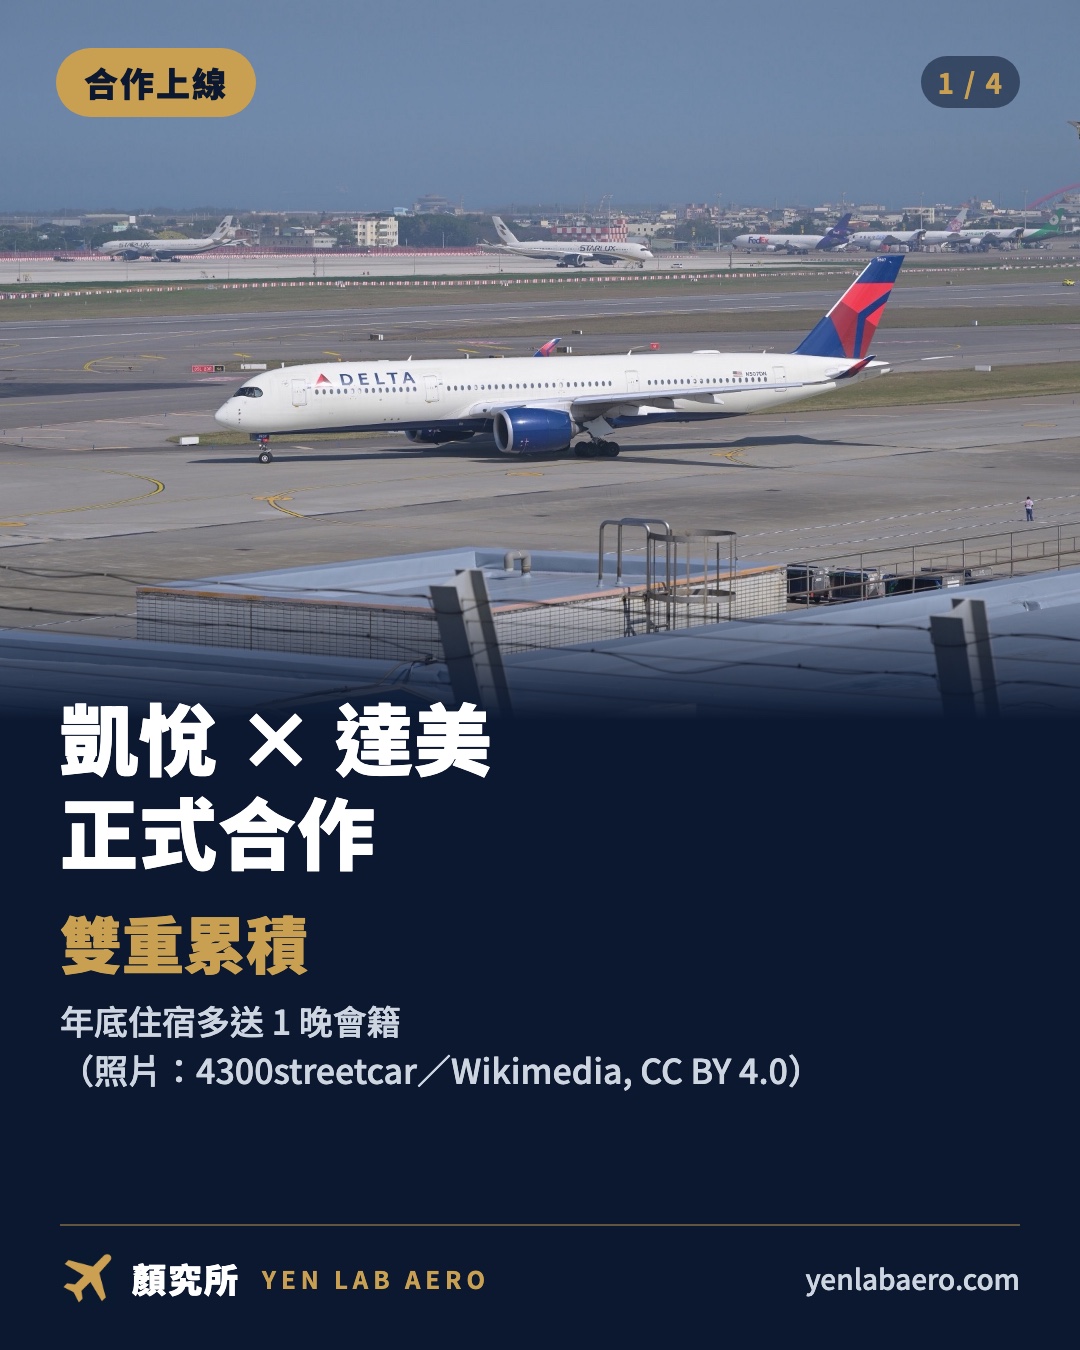 合作上線
1 / 4
STARLUX
STARLUX
FedEx
DELTA
N507DN
凱悅 × 達美
正式合作
雙重累積
年底住宿多送 1 晚會籍
（照片：4300streetcar／Wikimedia, CC BY 4.0）
顏究所 YEN LAB AERO
yenlabaero.com